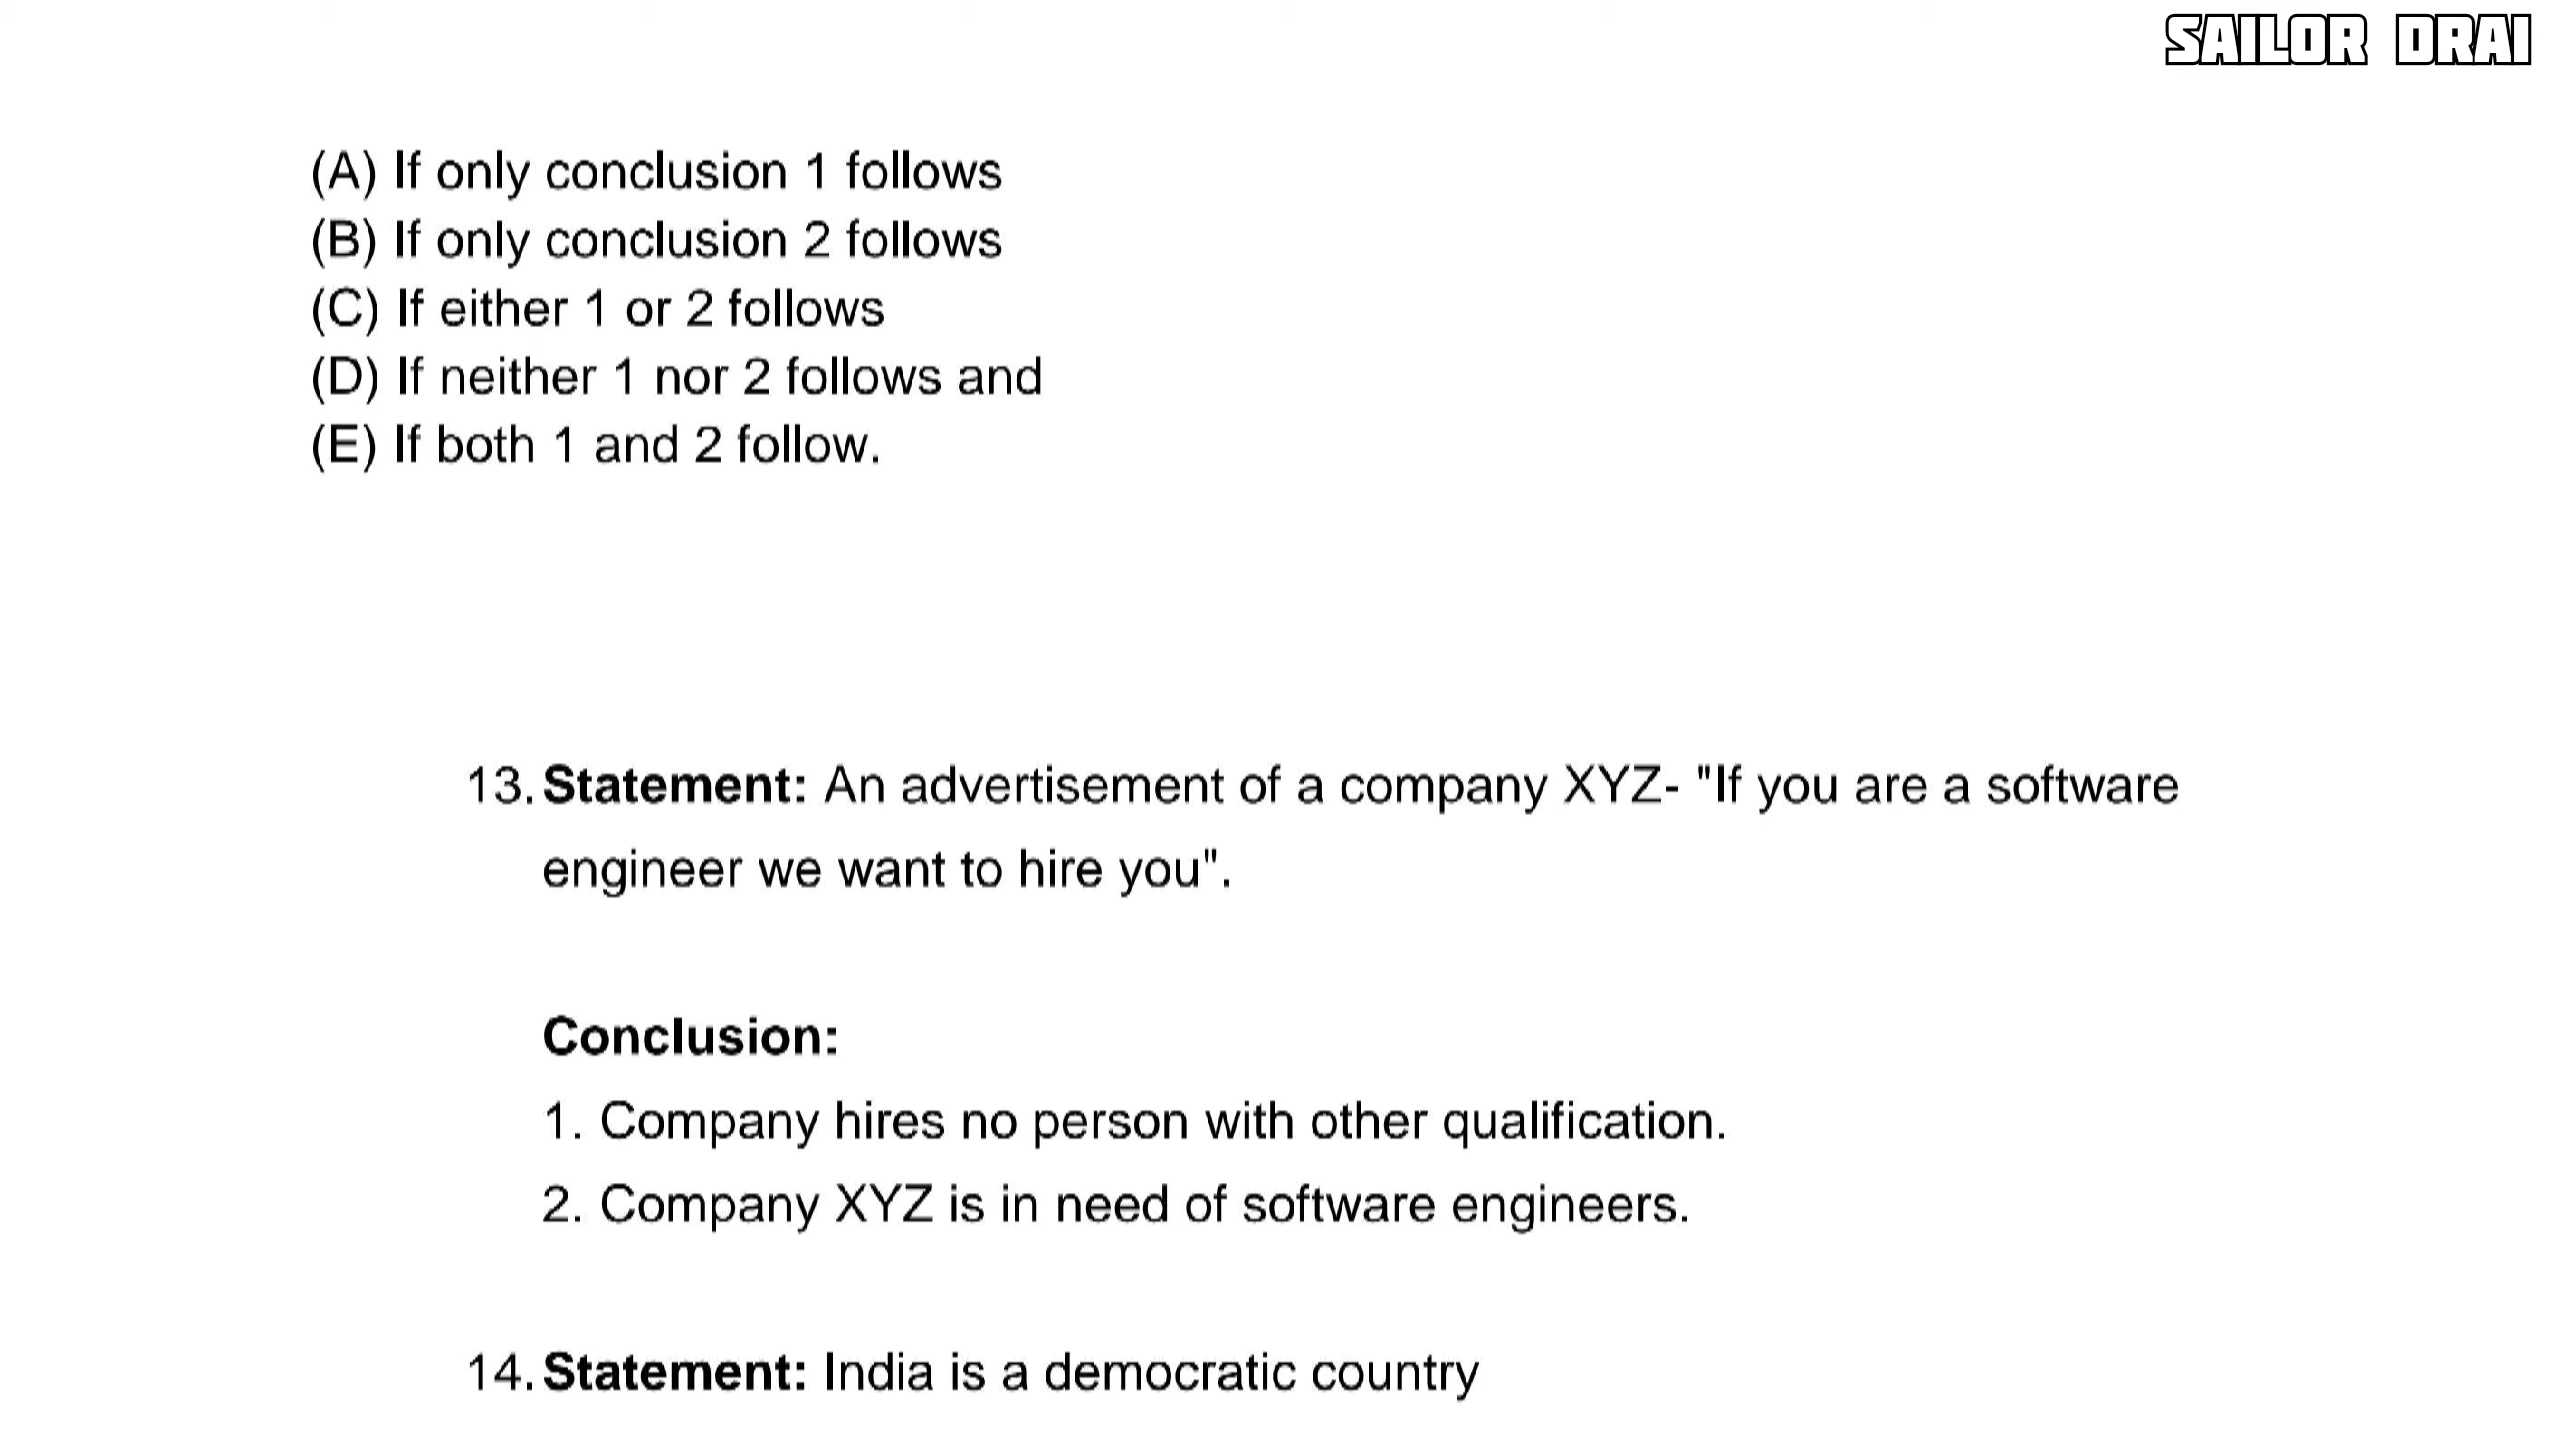 SAILOR DRAI
(A) If only conclusion 1 follows
(B) If only conclusion 2 follows
(C) If either 1 or 2 follows
(D) If neither 1 nor 2 follows and
(E) If both 1 and 2 follow.
13. Statement: An advertisement of a company XYZ- "If you are a software
engineer we want to hire you".
Conclusion:
1. Company hires no person with other qualification.
2. Company XYZ is in need of software engineers.
14. Statement: India is a democratic country